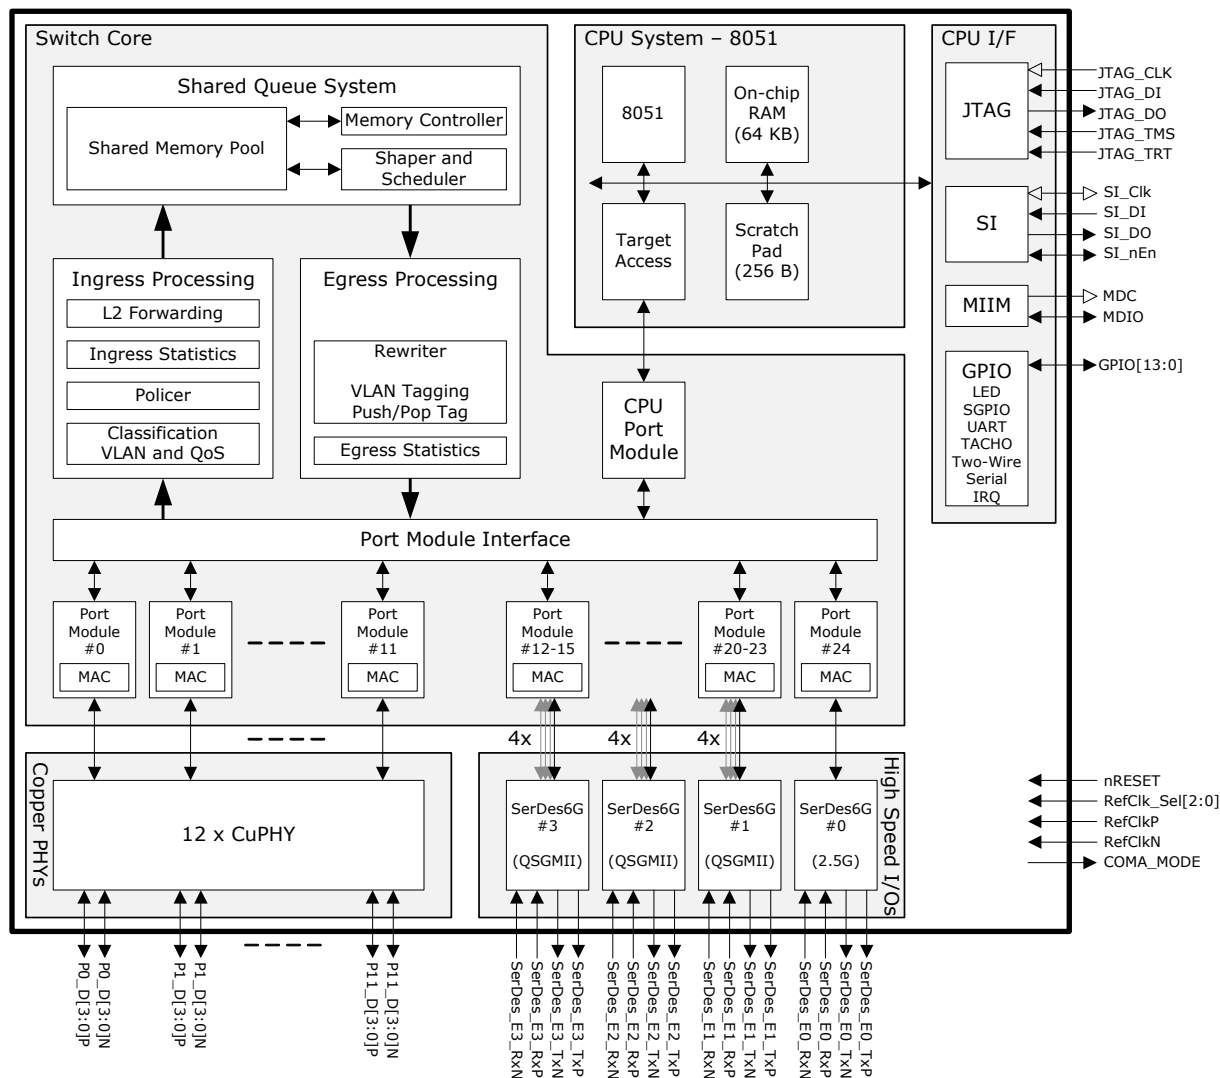 Switch Core
Shared Queue System
Shared Memory Pool
Memory Controller
Shaper and
Scheduler
Ingress Processing
L2 Forwarding
Ingress Statistics
Policer
Classification
VLAN and QoS
Egress Processing
Rewriter
VLAN Tagging
Push/Pop Tag
Egress Statistics
CPU System – 8051
8051
On-chip
RAM
(64 KB)
Target
Access
Scratch
Pad
(256 B)
CPU
Port
Module
CPU I/F
JTAG
SI
MIIM
GPIO
LED
SGPIO
UART
TACHO
Two-Wire
Serial
IRQ
JTAG_CLK
JTAG_DI
JTAG_DO
JTAG_TMS
JTAG_TRT
SI_Clk
SI_DI
SI_DO
SI_nEn
MDC
MDIO
GPIO[13:0]
Port Module Interface
Port
Module
#0
MAC
Port
Module
#1
MAC
Port
Module
#11
MAC
Port
Module
#12-15
MAC
Port
Module
#20-23
MAC
Port
Module
#24
MAC
4x
4x
4x
Copper PHYs
12 x CuPHY
SerDes6G
#3
(QSGMII)
SerDes6G
#2
(QSGMII)
SerDes6G
#1
(QSGMII)
SerDes6G
#0
(2.5G)
High Speed I/Os
nRESET
RefClk_Sel[2:0]
RefClkP
RefClkN
COMA_MODE
P0_D[3:0]P
P0_D[3:0]N
P1_D[3:0]P
P1_D[3:0]N
P11_D[3:0]P
P11_D[3:0]N
SerDes_E3_RxN
SerDes_E3_RxP
SerDes_E3_TxN
SerDes_E3_TxP
SerDes_E2_RxN
SerDes_E2_RxP
SerDes_E2_TxN
SerDes_E2_TxP
SerDes_E1_RxN
SerDes_E1_RxP
SerDes_E1_TxN
SerDes_E1_TxP
SerDes_E0_RxN
SerDes_E0_RxP
SerDes_E0_TxN
SerDes_E0_TxP